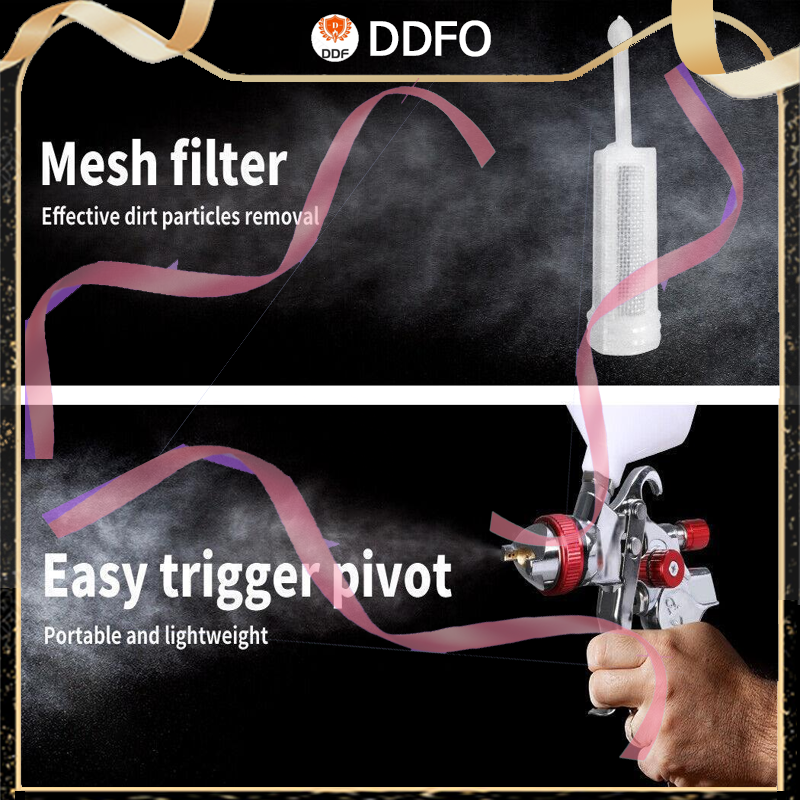 DDF
DDFO
Mesh filter
Effective dirt particles removal
Easy trigger pivot
Portable and lightweight